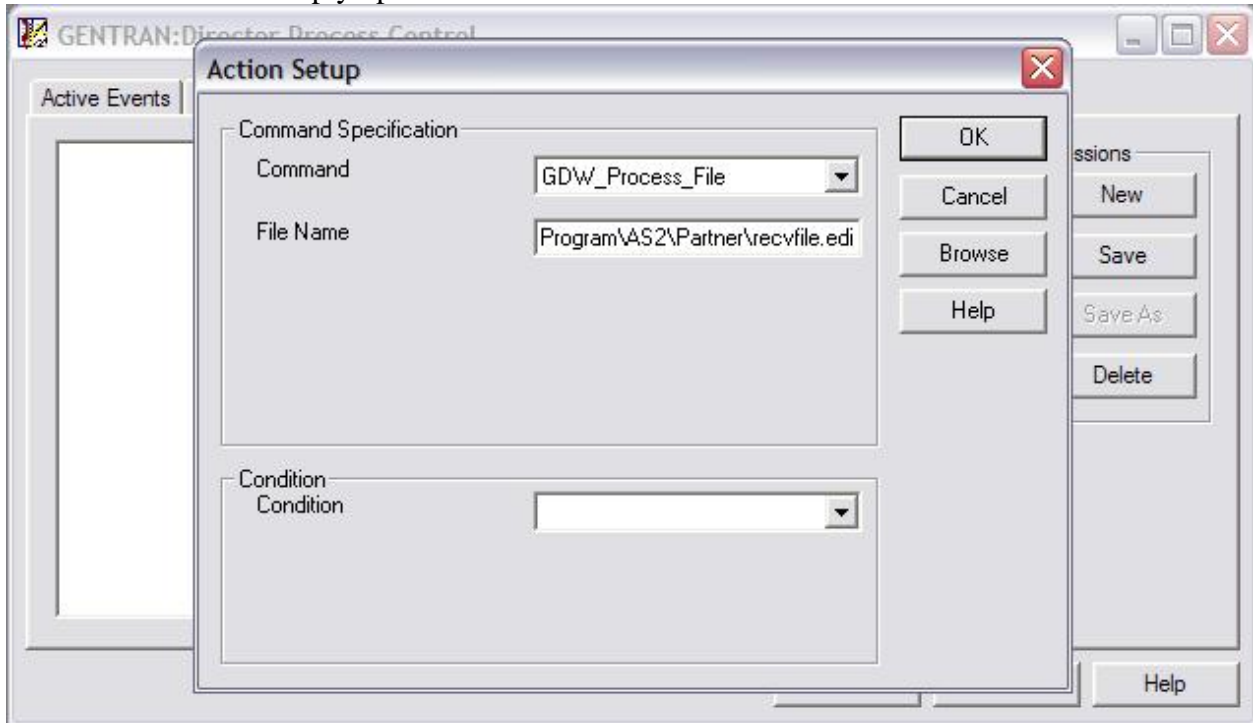 GENTRAN:Director Process Control
Action Setup
Active Events
Command Specification
Command
GDW_Process_File
File Name
Program\AS2\Partner\recvfile.edi
Condition
Condition
OK
Cancel
Browse
Help
ssions
New
Save
Save As
Delete
Help